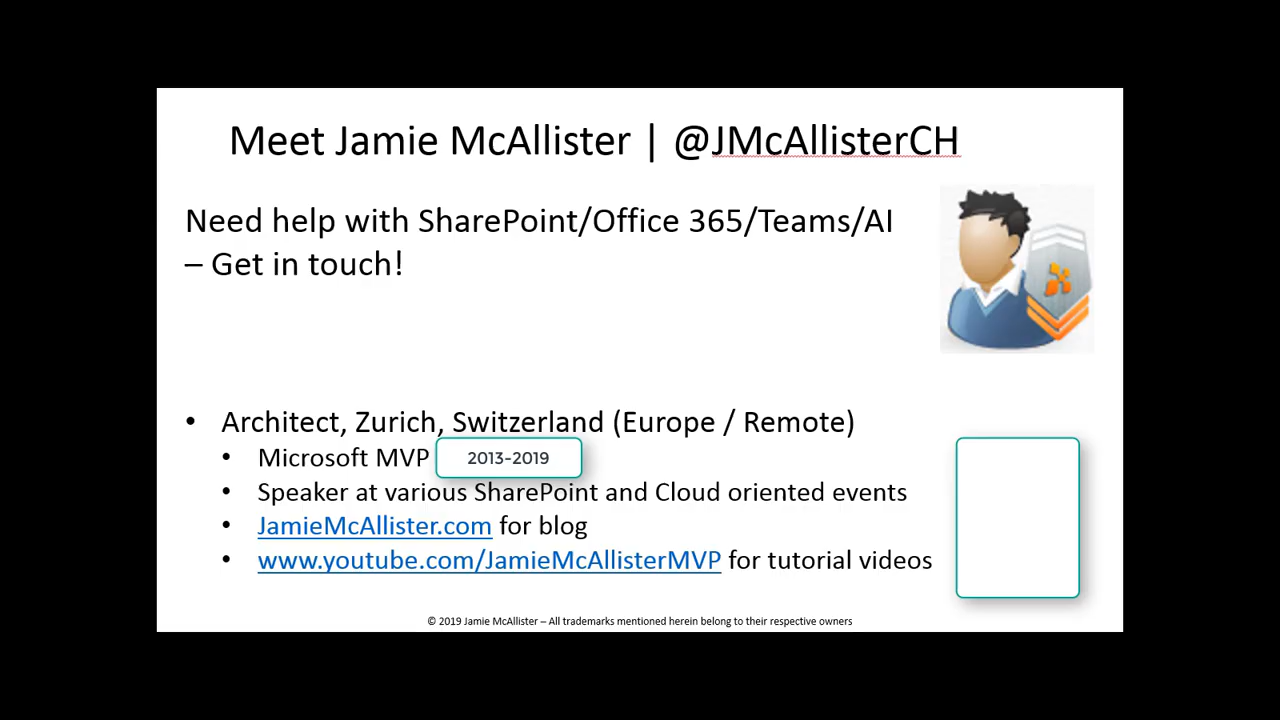 Meet Jamie McAllister | @JMcAllisterCH
Need help with SharePoint/Office 365/Teams/AI
– Get in touch!
• Architect, Zurich, Switzerland (Europe / Remote)
• Microsoft MVP 2013-2019
• Speaker at various SharePoint and Cloud oriented events
• JamieMcAllister.com for blog
• www.youtube.com/JamieMcAllisterMVP for tutorial videos
© 2019 Jamie McAllister – All trademarks mentioned herein belong to their respective owners